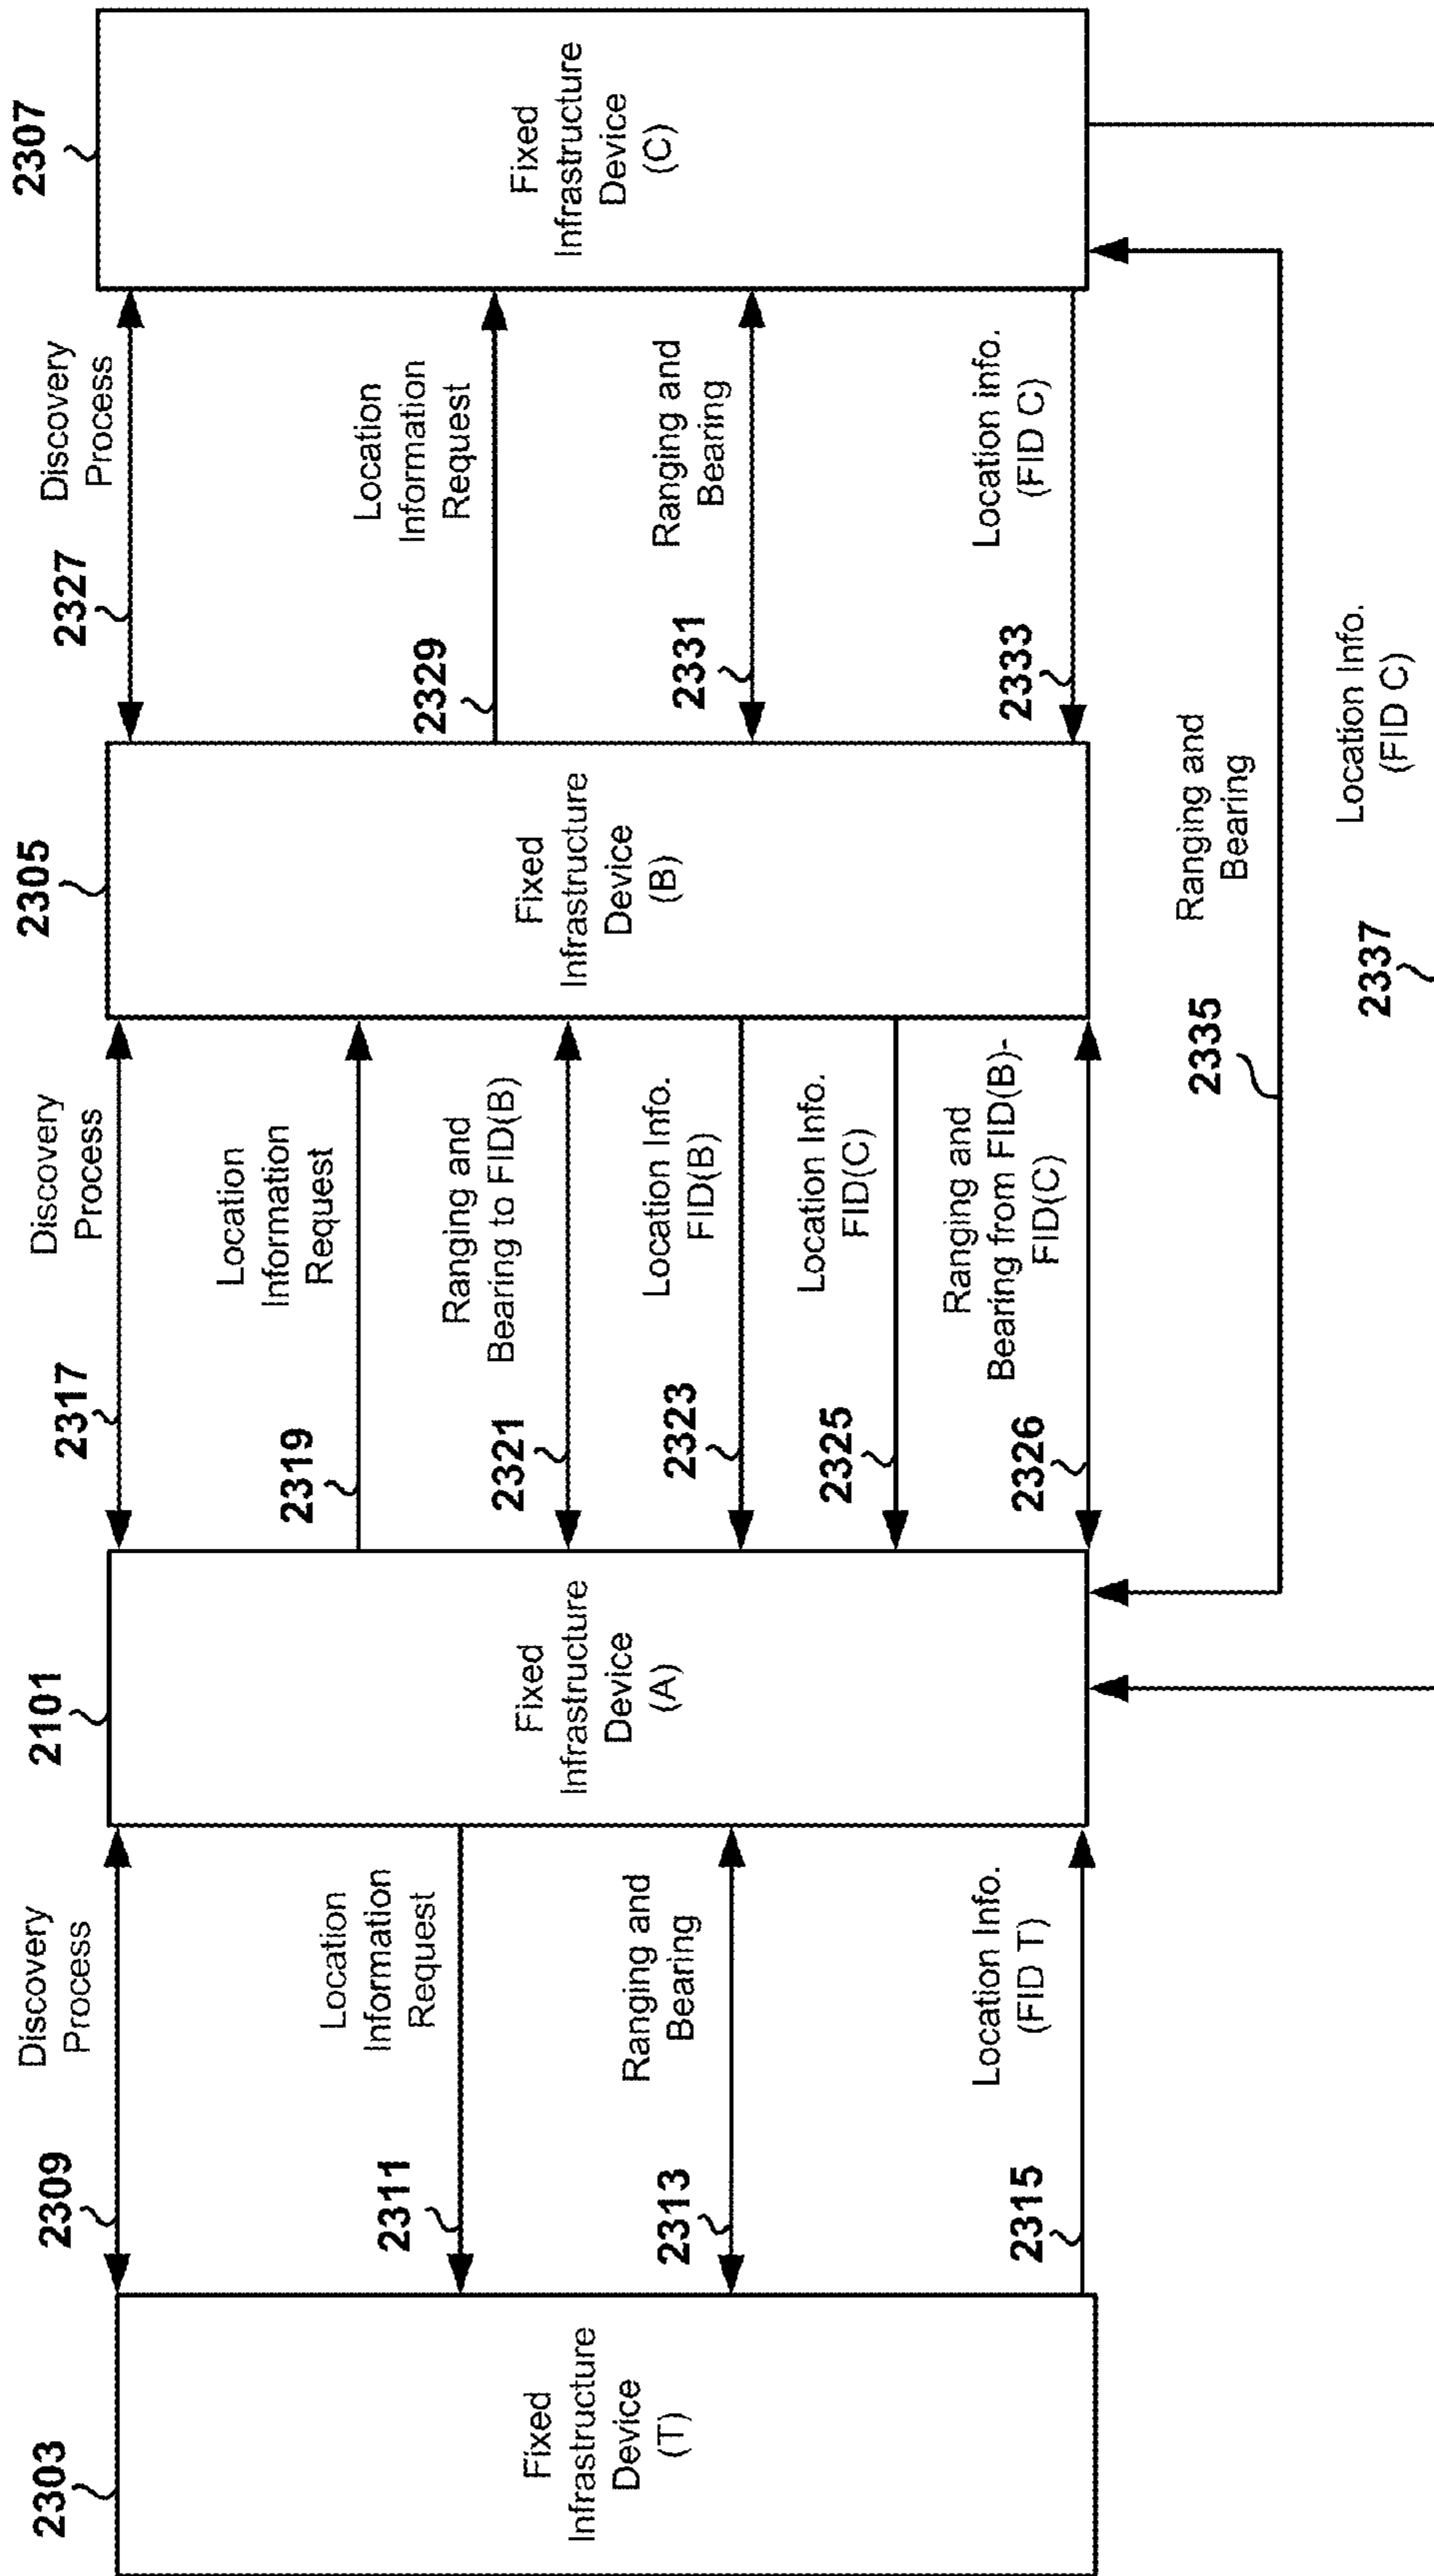 2303
Fixed
Infrastructure
Device
(T)
2309
Discovery
Process
2311
Location
Information
Request
2313
Ranging and
Bearing
2315
Location Info.
(FID T)
2101
Fixed
Infrastructure
Device
(A)
2317
Discovery
Process
2319
Location
Information
Request
2321
Ranging and
Bearing to FID(B)
2323
Location Info.
FID(B)
2325
Location Info.
FID(C)
2326
Ranging and
Bearing from FID(B)-
FID(C)
2305
Fixed
Infrastructure
Device
(B)
2327
Discovery
Process
2329
Location
Information
Request
2331
Ranging and
Bearing
2333
Location info.
(FID C)
2307
Fixed
Infrastructure
Device
(C)
2335
Ranging and
Bearing
2337
Location Info.
(FID C)